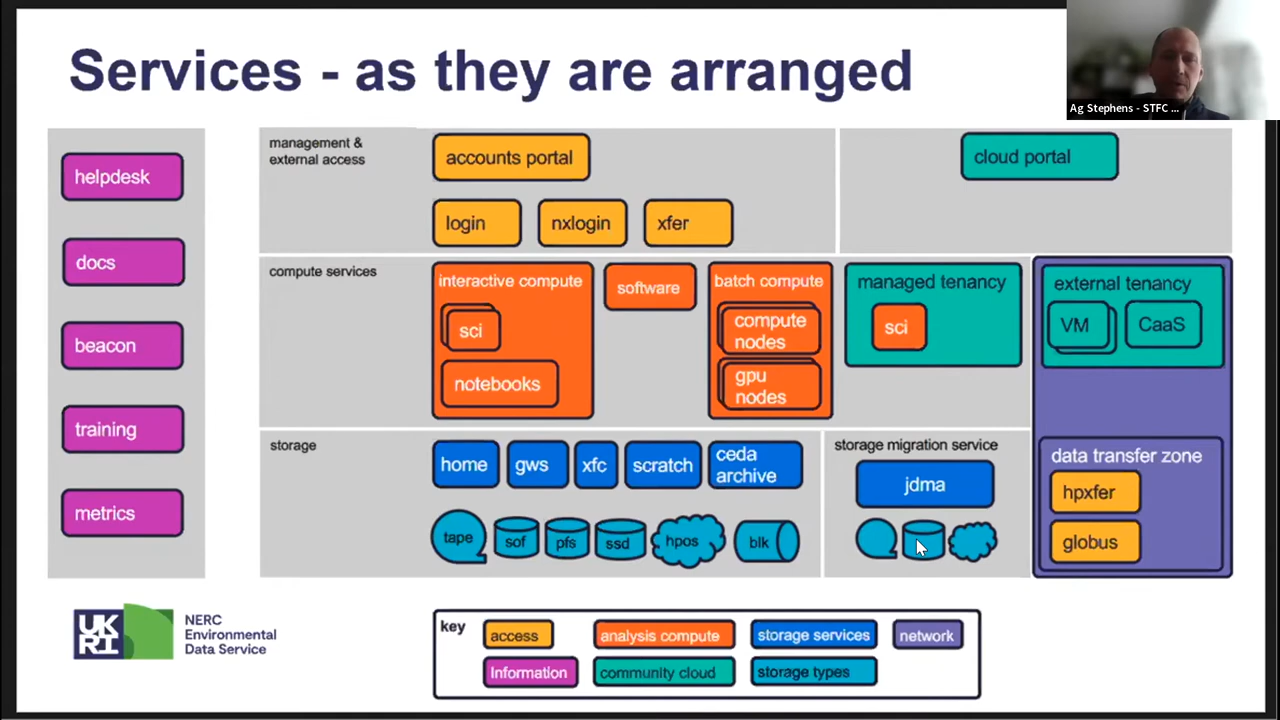 Services - as they are arranged
Ag Stephens - STFC ...
helpdesk
docs
beacon
training
metrics
management &
external access
accounts portal
login
nxlogin
xfer
cloud portal
compute services
interactive compute
sci
notebooks
software
batch compute
compute
nodes
gpu
nodes
managed tenancy
sci
external tenancy
VM
CaaS
storage
home
gws
xfc
scratch
ceda
archive
tape
sof
pfs
ssd
hpos
blk
storage migration service
jdma
data transfer zone
hpxfer
globus
UK
RI
NERC
Environmental
Data Service
key
access
analysis compute
storage services
network
Information
community cloud
storage types